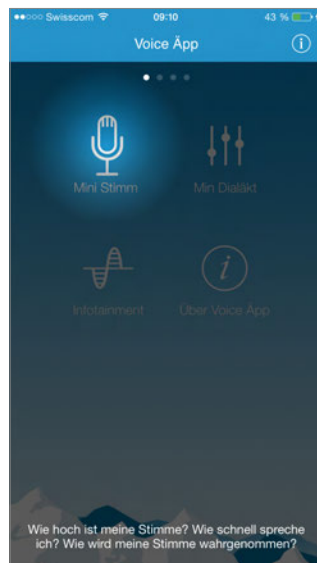 Swisscom 09:10 43 %
Voice Äpp
Mini Stimm Min Dialäkt
Infotainment Über Voice Äpp
Wie hoch ist meine Stimme? Wie schnell spreche
ich? Wie wird meine Stimme wahrgenommen?